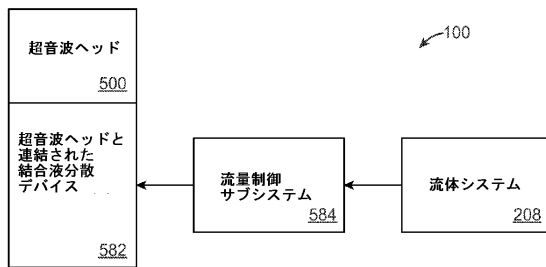 超音波ヘッド
500
超音波ヘッドと
連結された
結合液分散
デバイス
582
流量制御
サブシステム
584
流体システム
208
100